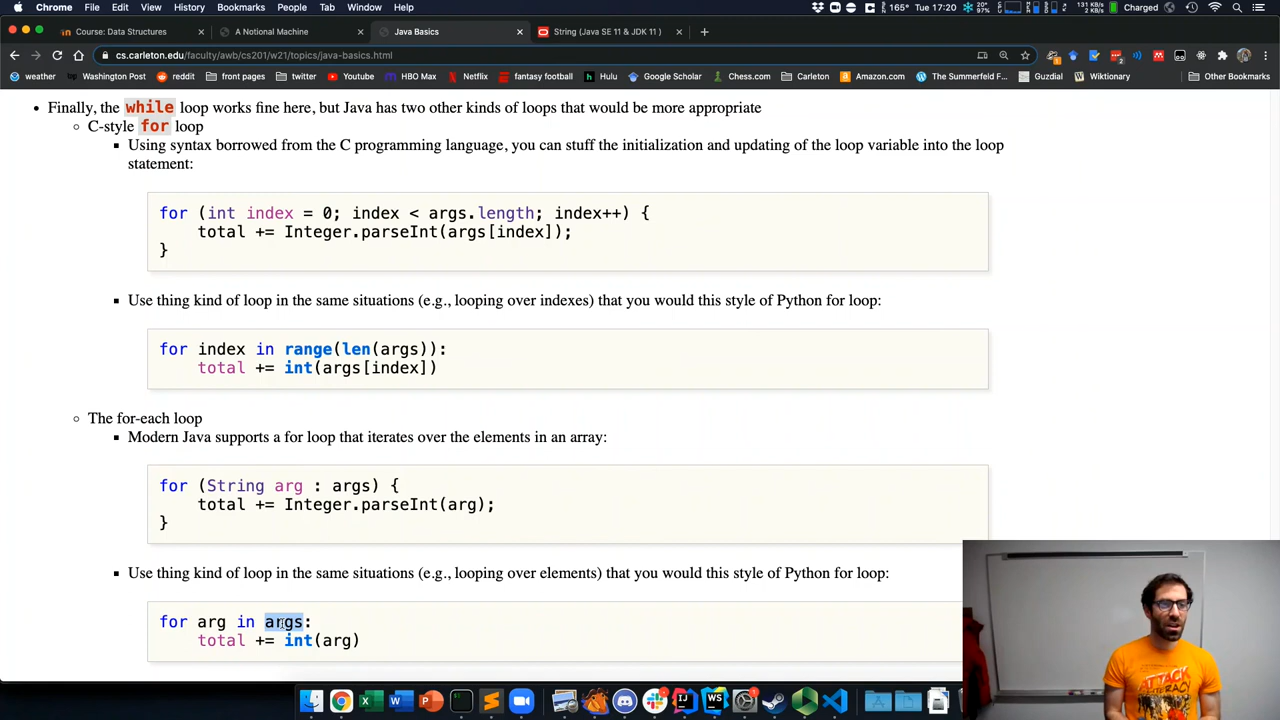 Chrome File Edit View History Bookmarks People Tab Window Help 165° Tue 17:20 20° 97% 131 KB 2 KB Charged
Course: Data Structures A Notional Machine Java Basics String (Java SE 11 & JDK 11 )
cs.carleton.edu/faculty/awb/cs201/w21/topics/java-basics.html
weather Washington Post reddit front pages twitter Youtube HBO Max Netflix fantasy football Hulu Google Scholar Chess.com Carleton Amazon.com The Summerfeld F... Guzdial Wiktionary Other Bookmarks
Finally, the while loop works fine here, but Java has two other kinds of loops that would be more appropriate
C-style for loop
Using syntax borrowed from the C programming language, you can stuff the initialization and updating of the loop variable into the loop
statement:
for (int index = 0; index < args.length; index++) {
total += Integer.parseInt(args[index]);
}
Use thing kind of loop in the same situations (e.g., looping over indexes) that you would this style of Python for loop:
for index in range(len(args)):
total += int(args[index])
The for-each loop
Modern Java supports a for loop that iterates over the elements in an array:
for (String arg : args) {
total += Integer.parseInt(arg);
}
Use thing kind of loop in the same situations (e.g., looping over elements) that you would this style of Python for loop:
for arg in args:
total += int(arg)